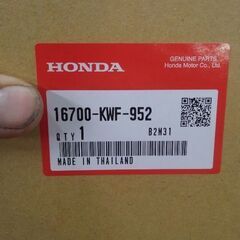 GENUINE PARTS
HONDA
Honda Motor Co., Ltd.
16700-KWF-952
QTY 1
B2M31
MADE IN THAILAND